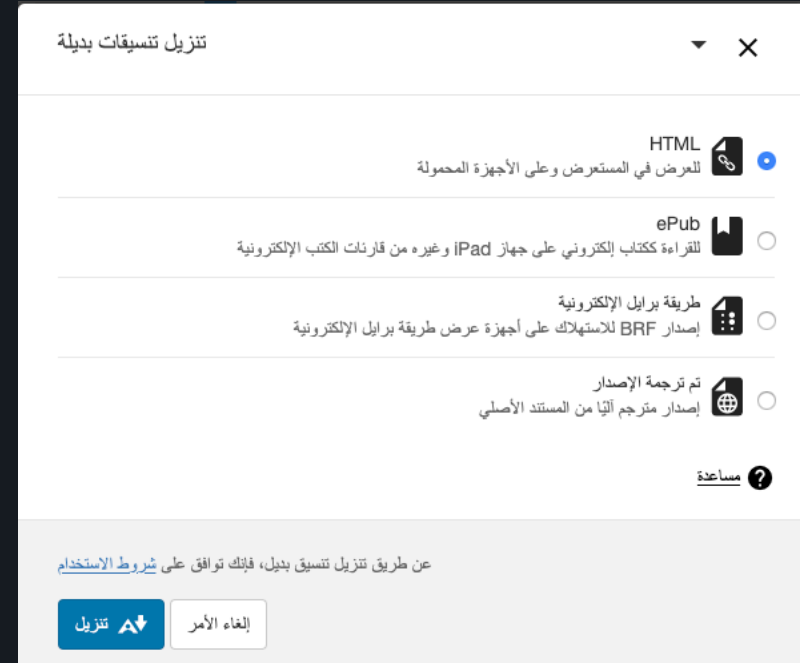 تنزيل تنسيقات بديلة
HTML
للعرض في المستعرض وعلى الأجهزة المحمولة
ePub
للقراءة ككتاب إلكتروني على جهاز iPad وغيره من قارئات الكتب الإلكترونية
طريقة برايل الإلكترونية
إصدار BRF للاستهلاك على أجهزة عرض طريقة برايل الإلكترونية
تم ترجمة الإصدار
إصدار مترجم آليًا من المستند الأصلي
مساعدة
عن طريق تنزيل تنسيق بديل، فإنك توافق على شروط الاستخدام
إلغاء الأمر
تنزيل